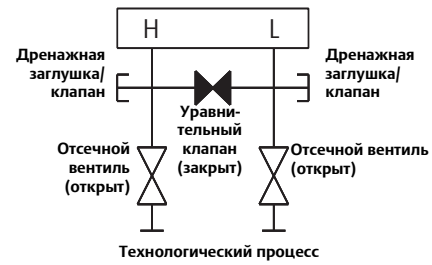 H L
Дренажная
заглушка/
клапан
Дренажная
заглушка/
клапан
Уравни-
тельный
клапан
(закрыт)
Отсечной
вентиль
(открыт)
Отсечной вентиль
(открыт)
Технологический процесс